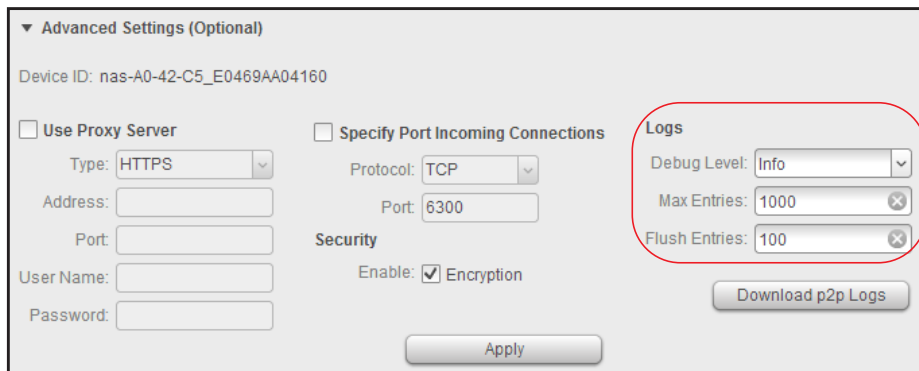 Advanced Settings (Optional)
Device ID: nas-A0-42-C5_E0469AA04160
Use Proxy Server
Type: HTTPS
Address:
Port:
User Name:
Password:
Specify Port Incoming Connections
Protocol: TCP
Port: 6300
Security
Enable: Encryption
Apply
Logs
Debug Level: Info
Max Entries: 1000
Flush Entries: 100
Download p2p Logs